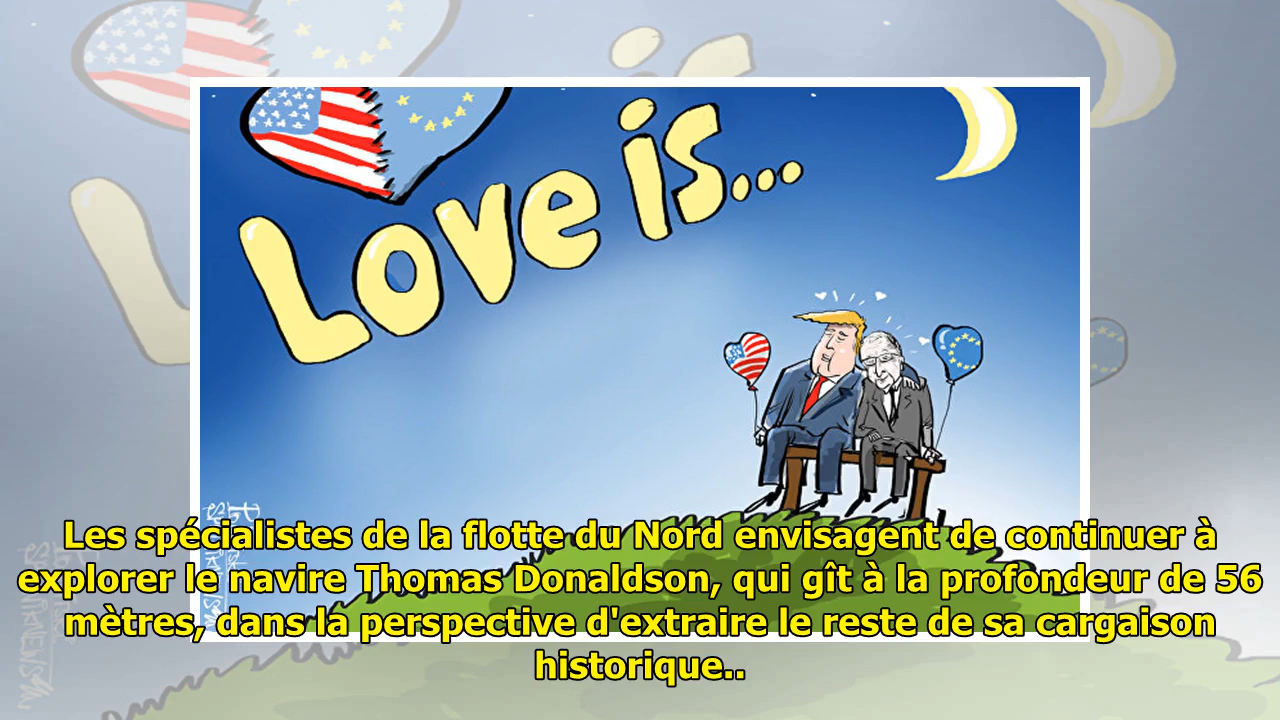 Love is...
Les spécialistes de la flotte du Nord envisagent de continuer à
explorer le navire Thomas Donaldson, qui gît à la profondeur de 56
mètres, dans la perspective d'extraire le reste de sa cargaison
historique..